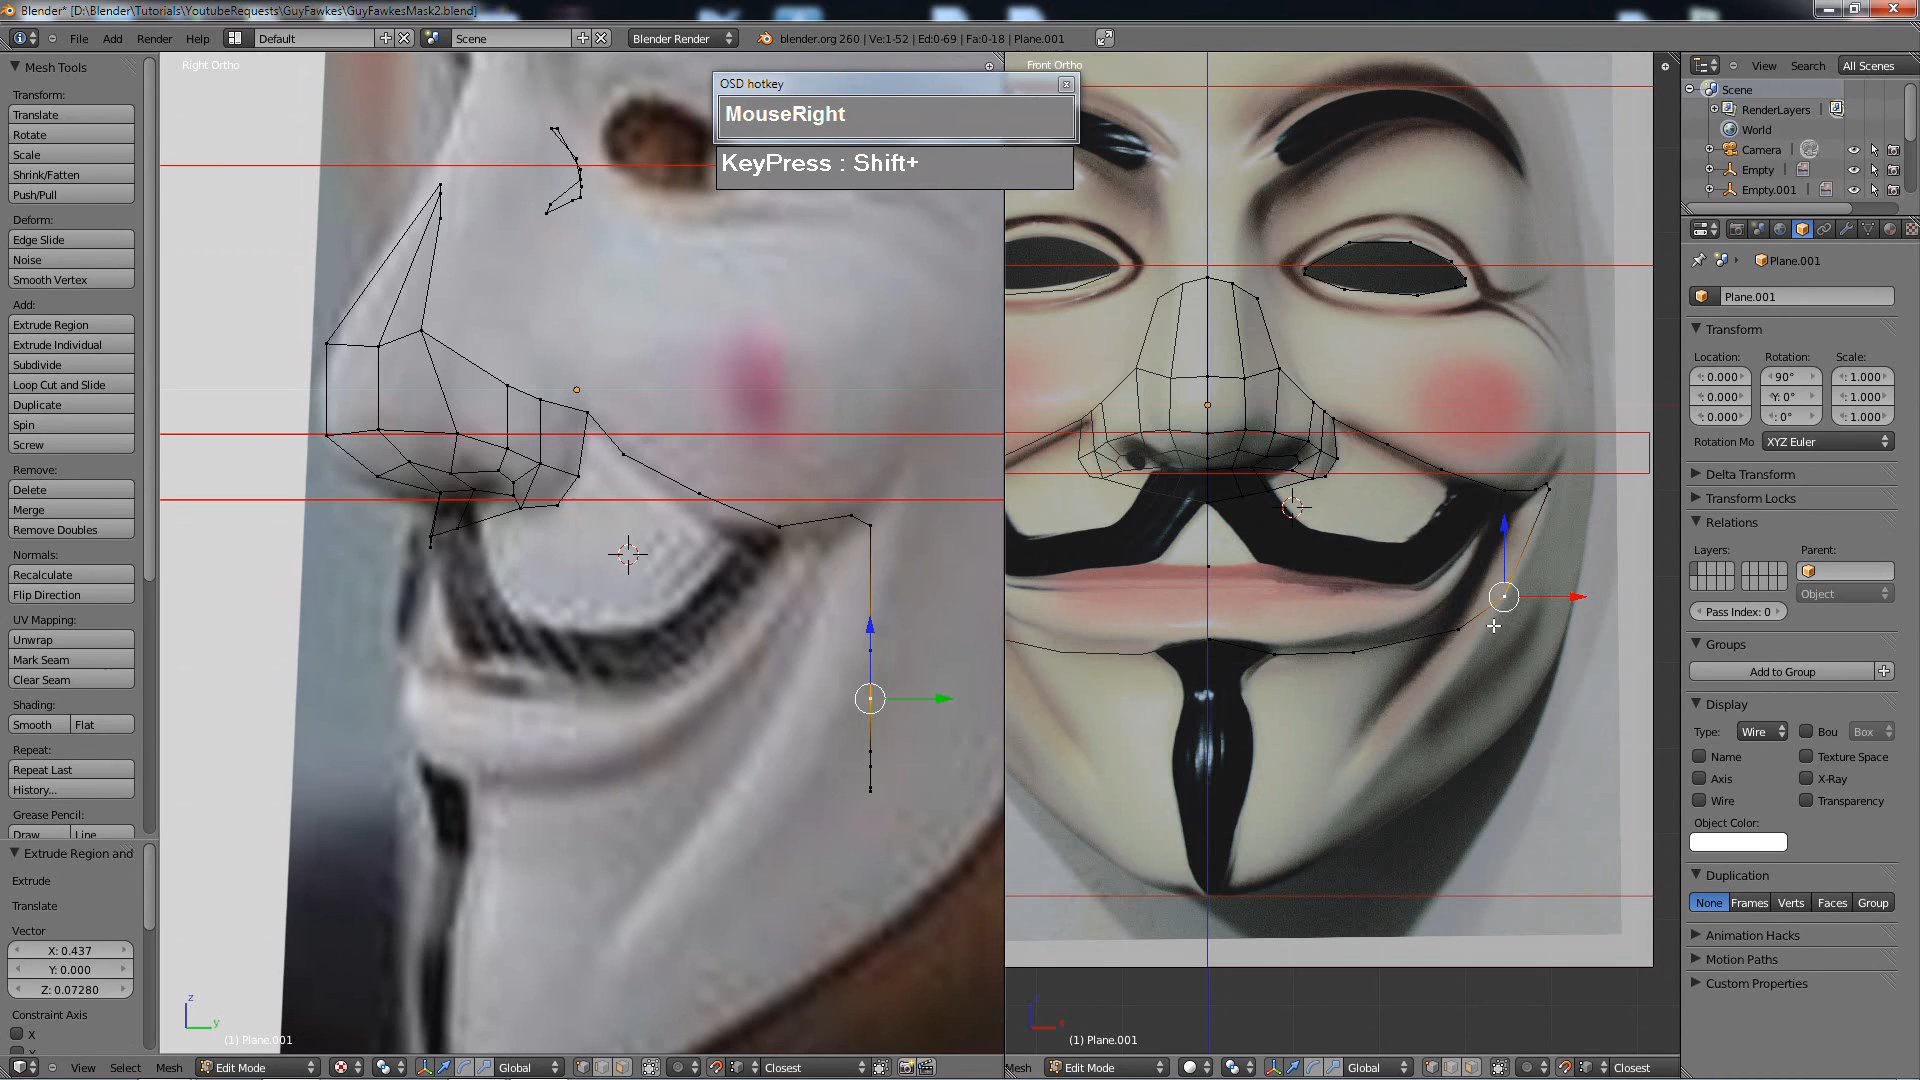 Blender* [D:\Blender\Tutorials\YoutubeRequests\GuyFawkes\GuyFawkesMask2.blend]
File Add Render Help Default Scene Blender Render blender.org 260 | Ve:1-52 | Ed:0-69 | Fa:0-18 | Plane.001
Mesh Tools
Transform:
Translate
Rotate
Scale
Shrink/Fatten
Push/Pull
Deform:
Edge Slide
Noise
Smooth Vertex
Add:
Extrude Region
Extrude Individual
Subdivide
Loop Cut and Slide
Duplicate
Spin
Screw
Remove:
Delete
Merge
Remove Doubles
Normals:
Recalculate
Flip Direction
UV Mapping:
Unwrap
Mark Seam
Clear Seam
Shading:
Smooth Flat
Repeat:
Repeat Last
History...
Grease Pencil:
Draw Line
Extrude Region and
Extrude
Translate
Vector
X: 0.437
Y: 0.000
Z: 0.07280
Constraint Axis
X
Right Ortho
OSD hotkey
MouseRight
KeyPress : Shift+
z
y
(1) Plane.001
View Select Mesh Edit Mode Global Closest
Front Ortho
x
(1) Plane.001
Mesh Edit Mode Global Closest
View Search All Scenes
Scene
RenderLayers
World
Camera
Empty
Empty.001
Plane.001
Plane.001
Transform
Location: Rotation: Scale:
: 0.000 90° : 1.000
: 0.000 Y: 0° : 1.000
: 0.000 : 0° : 1.000
Rotation Mo XYZ Euler
Delta Transform
Transform Locks
Relations
Layers: Parent:
Object
Pass Index: 0
Groups
Add to Group
Display
Type: Wire Bou Box
Name Texture Space
Axis X-Ray
Wire Transparency
Object Color:
Duplication
None Frames Verts Faces Group
Animation Hacks
Motion Paths
Custom Properties